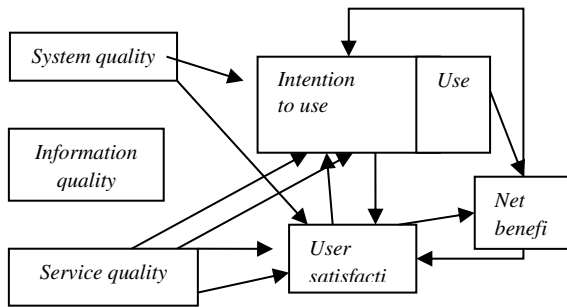 System quality
Intention
to use
Use
Information
quality
Net
benefi
User
satisfacti
Service quality